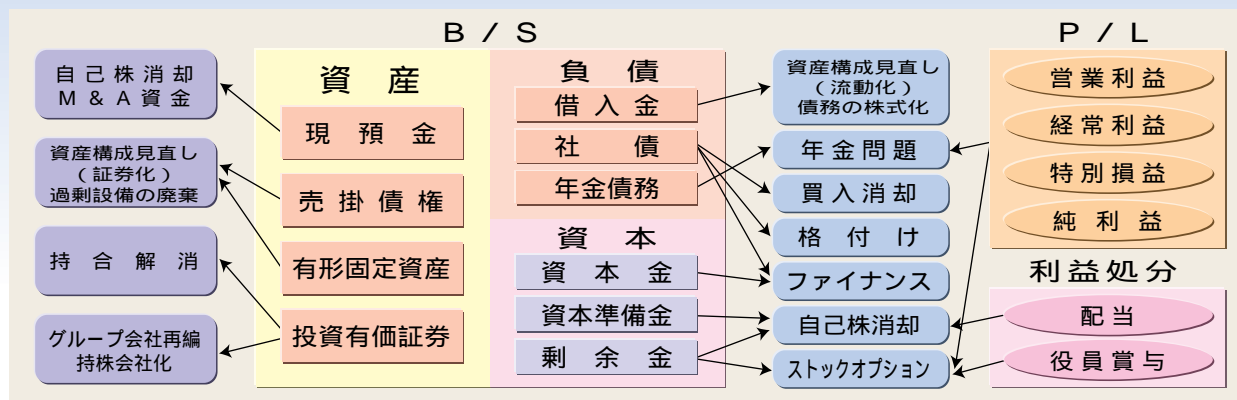 B / S
P / L
自己株消却
M & A 資金
資産構成見直し
(証券化)
過剰設備の廃棄
持合解消
グループ会社再編
持株会社化
資産
現預金
売掛債権
有形固定資産
投資有価証券
負債
借入金
社債
年金債務
資本
資本金
資本準備金
剰余金
資産構成見直し
(流動化)
債務の株式化
年金問題
買入消却
格付け
ファイナンス
自己株消却
ストックオプション
営業利益
経常利益
特別損益
純利益
利益処分
配当
役員賞与